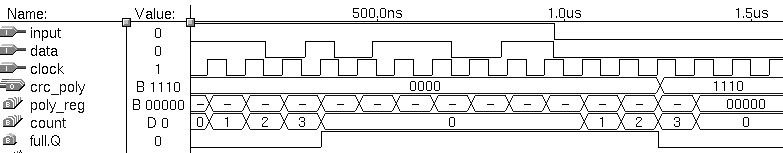 Name: Value: 500.0ns 1.0us 1.5us
input 0
data 0
clock 1
crc_poly B 1110 0000 1110
poly_reg B 00000 - - - - - - - - - - - - - 00000
count D 0 0 1 2 3 0 1 2 3 0
full.Q 0